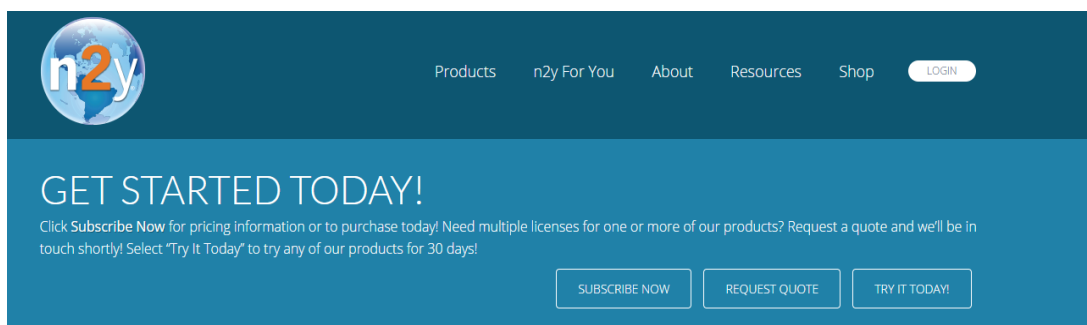 n2y
Products n2y For You About Resources Shop LOGIN
GET STARTED TODAY!
Click Subscribe Now for pricing information or to purchase today! Need multiple licenses for one or more of our products? Request a quote and we'll be in
touch shortly! Select "Try It Today" to try any of our products for 30 days!
SUBSCRIBE NOW REQUEST QUOTE TRY IT TODAY!